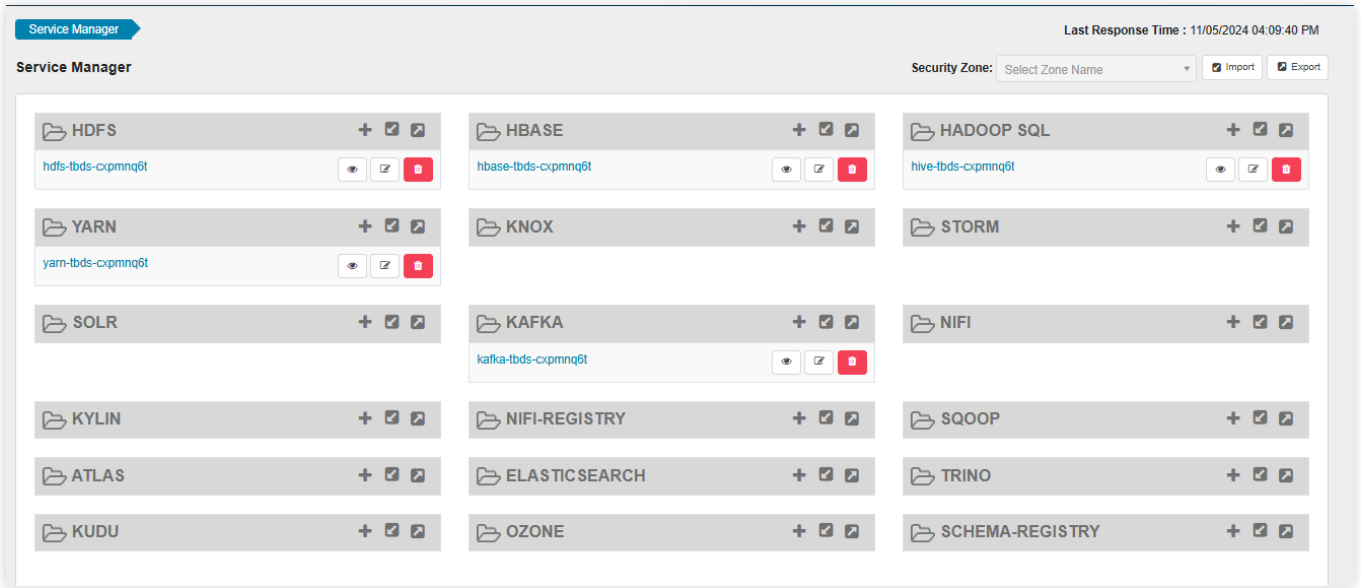 Service Manager
Last Response Time : 11/05/2024 04:09:40 PM
Service Manager
Security Zone: Select Zone Name Import Export
HDFS HBASE HADOOP SQL
hdfs-tbds-cxpmnq6t hbase-tbds-cxpmnq6t hive-tbds-cxpmnq6t
YARN KNOX STORM
yarn-tbds-cxpmnq6t
SOLR KAFKA NIFI
kafka-tbds-cxpmnq6t
KYLIN NIFI-REGISTRY SQOOP
ATLAS ELASTICSEARCH TRINO
KUDU OZONE SCHEMA-REGISTRY